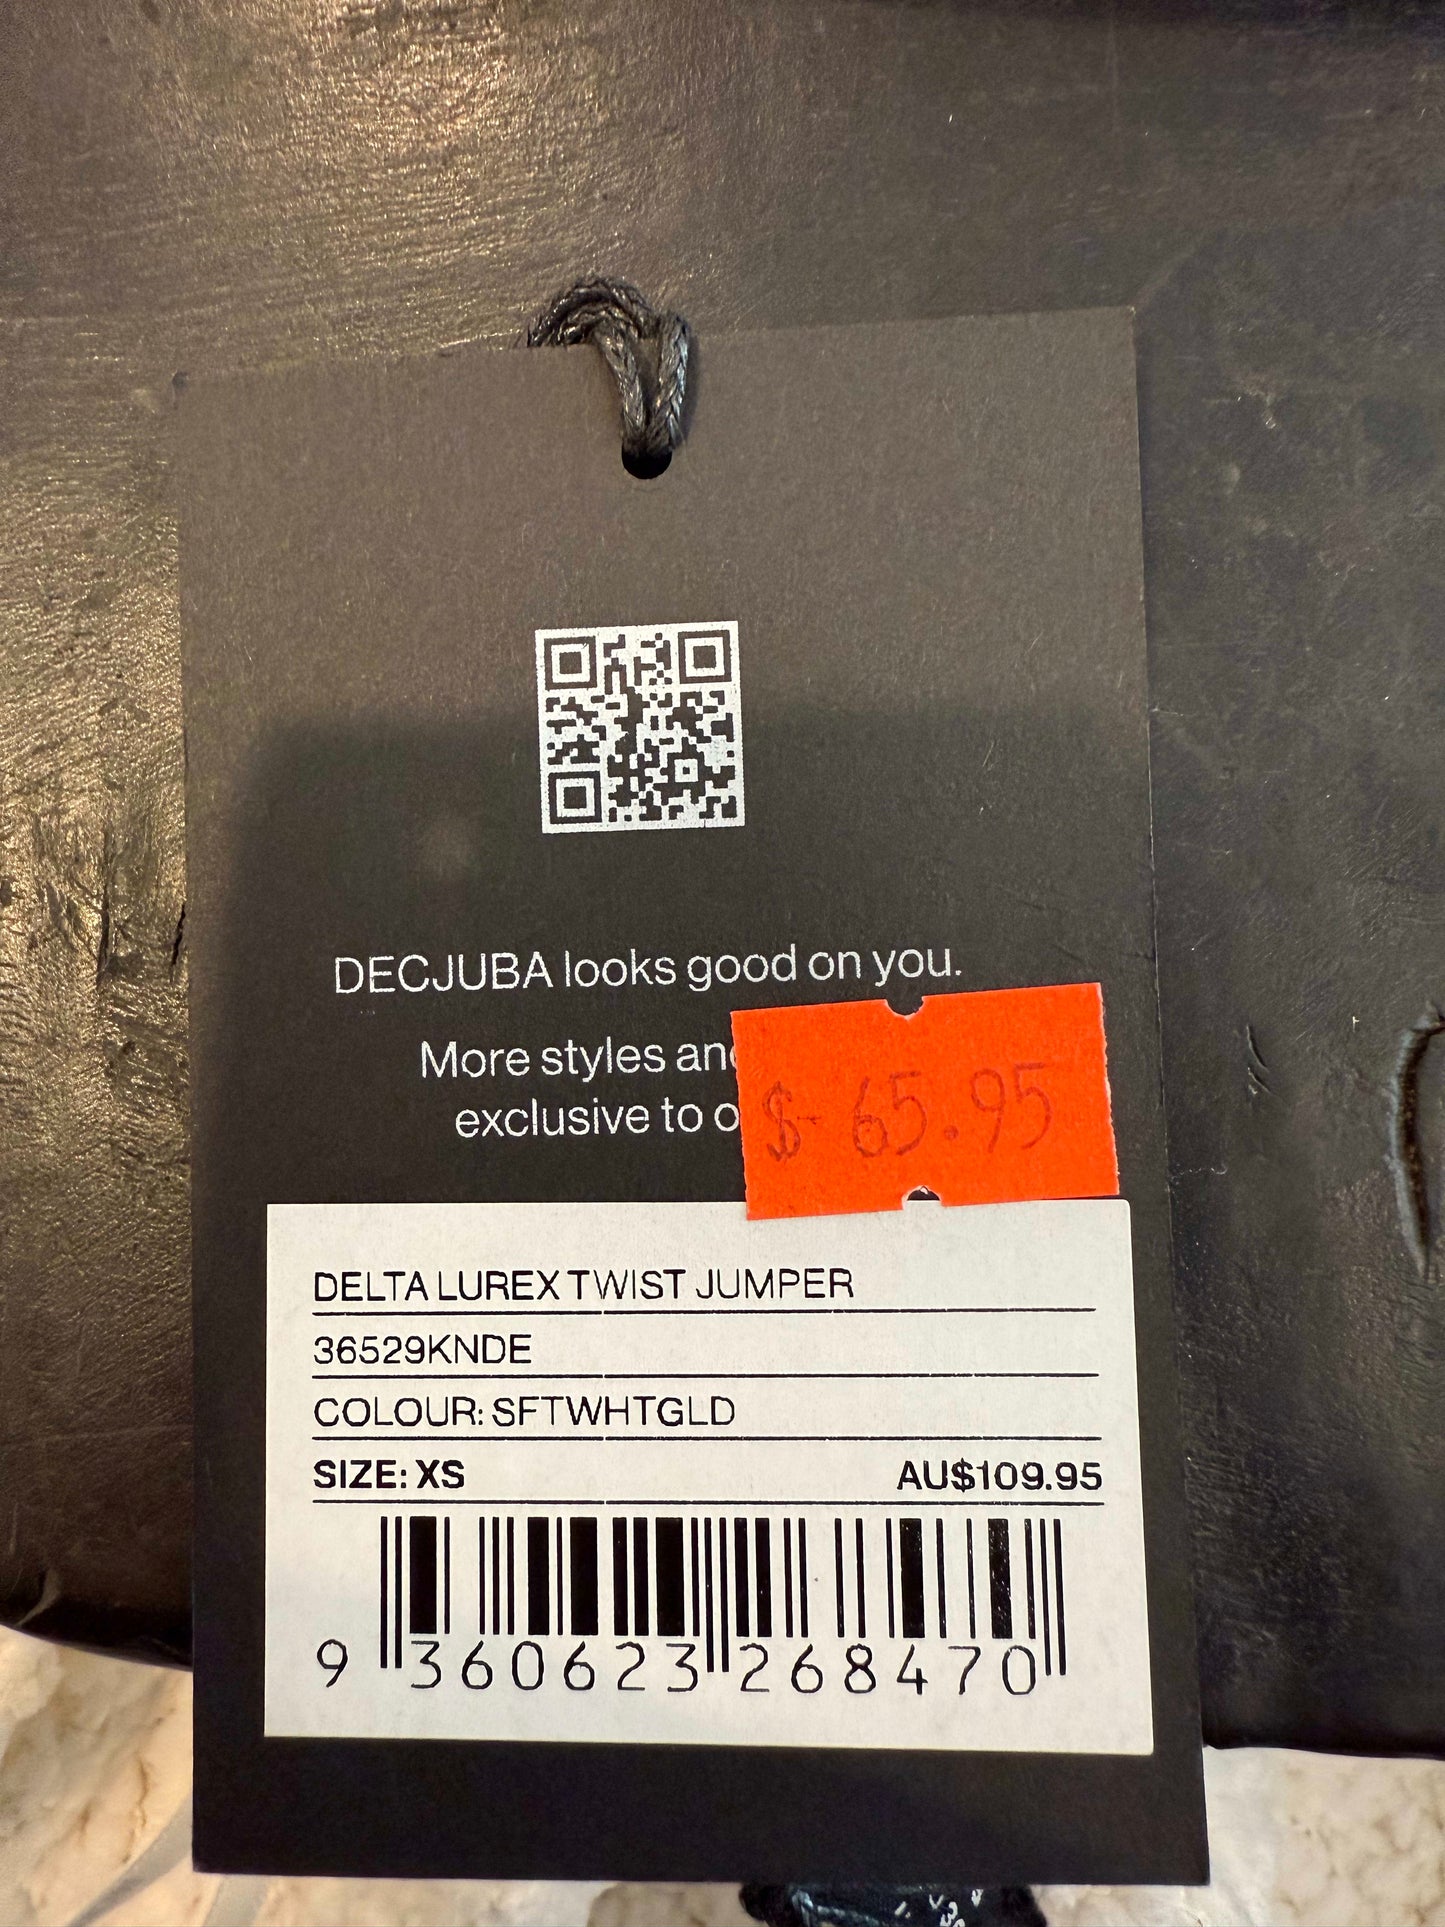 DECJUBA looks good on you.
More styles
exclusive to
$ 65.95
DELTA LUREX TWIST JUMPER
36529KNDE
COLOUR: SFTWHTGLD
SIZE: XS AU$109.95
9 360623 268470